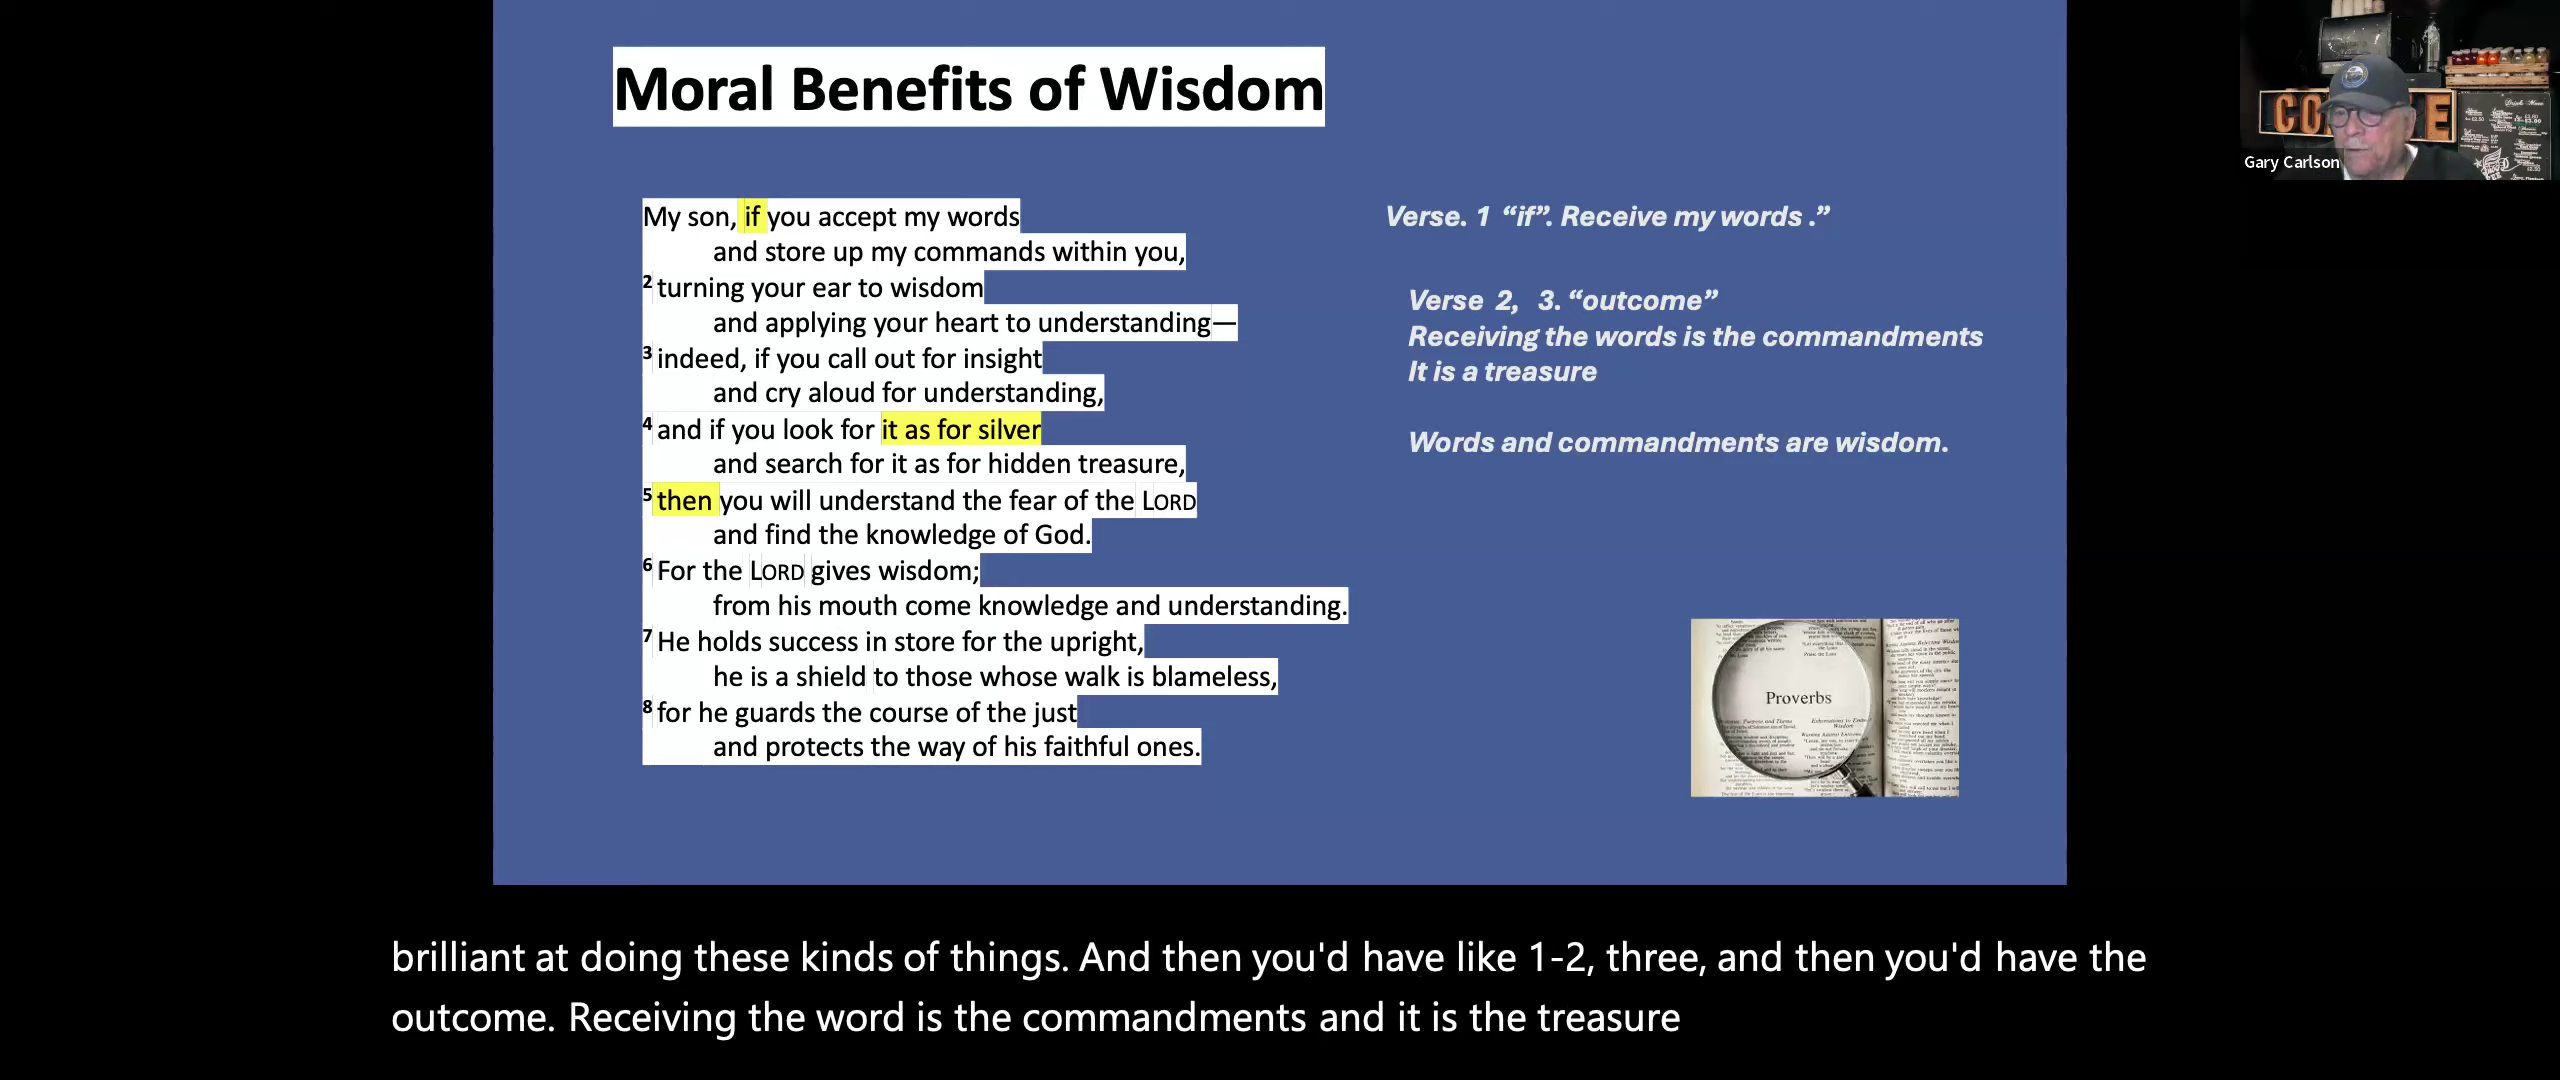 Moral Benefits of Wisdom
My son, if you accept my words
and store up my commands within you,
2 turning your ear to wisdom
and applying your heart to understanding—
3 indeed, if you call out for insight
and cry aloud for understanding,
4 and if you look for it as for silver
and search for it as for hidden treasure,
5 then you will understand the fear of the LORD
and find the knowledge of God.
6 For the LORD gives wisdom;
from his mouth come knowledge and understanding.
7 He holds success in store for the upright,
he is a shield to those whose walk is blameless,
8 for he guards the course of the just
and protects the way of his faithful ones.
Verse. 1 “if”. Receive my words .”
Verse 2, 3. “outcome”
Receiving the words is the commandments
It is a treasure
Words and commandments are wisdom.
Proverbs
Gary Carlson
brilliant at doing these kinds of things. And then you'd have like 1-2, three, and then you'd have the
outcome. Receiving the word is the commandments and it is the treasure